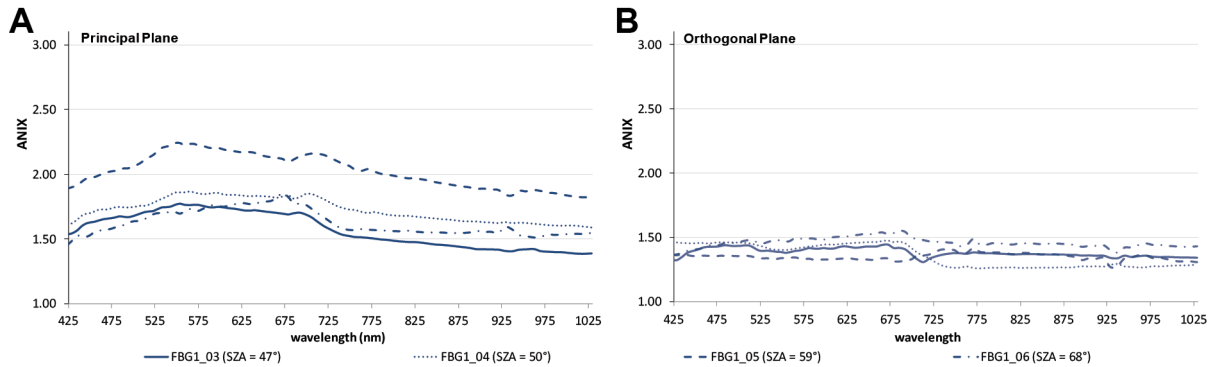 A
Principal Plane
3.00
2.50
2.00
1.50
1.00
ANIX
425 475 525 575 625 675 725 775 825 875 925 975 1025
wavelength (nm)
B
Orthogonal Plane
3.00
2.50
2.00
1.50
1.00
ANIX
425 475 525 575 625 675 725 775 825 875 925 975 1025
wavelength
FBG1_03 (SZA = 47°) FBG1_04 (SZA = 50°) FBG1_05 (SZA = 59°) FBG1_06 (SZA = 68°)